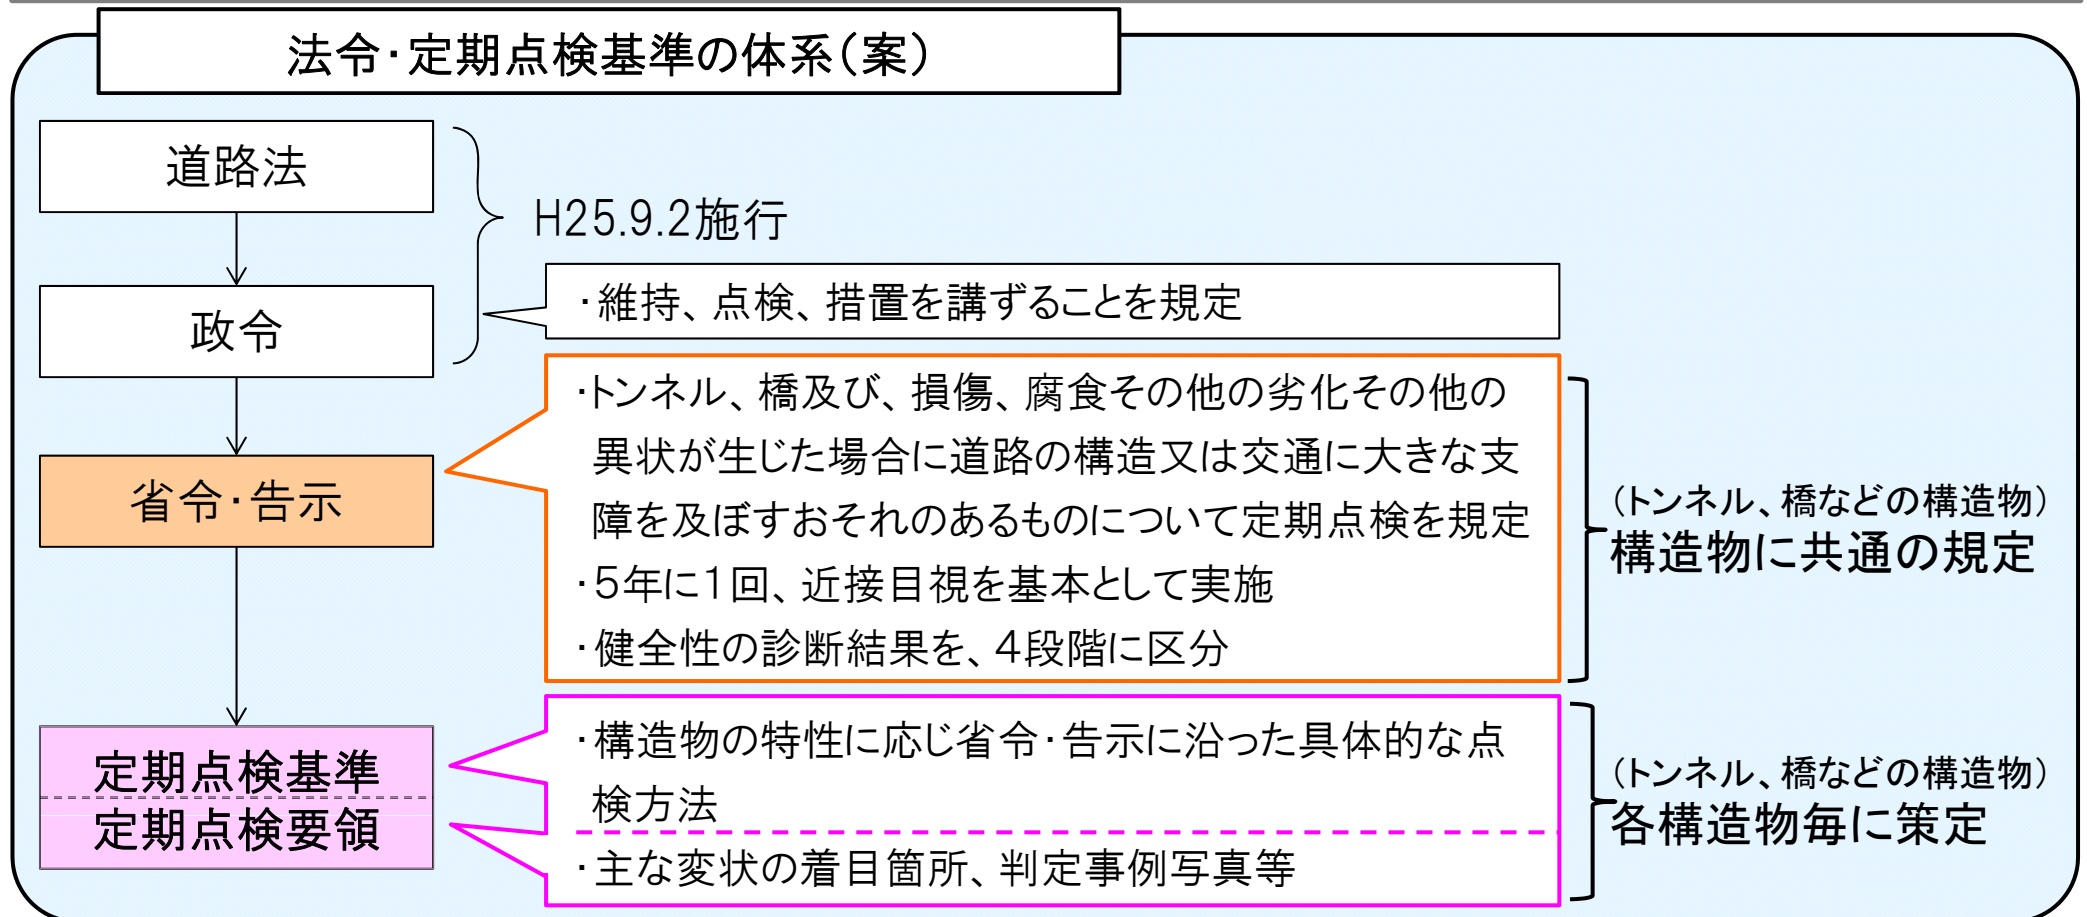 法令・定期点検基準の体系（案）
道路法
H25.9.2施行
政令
・維持、点検、措置を講ずることを規定
省令・告示
・トンネル、橋及び、損傷、腐食その他の劣化その他の
異状が生じた場合に道路の構造又は交通に大きな支
障を及ぼすおそれのあるものについて定期点検を規定
・５年に１回、近接目視を基本として実施
・健全性の診断結果を、４段階に区分
（トンネル、橋などの構造物）
構造物に共通の規定
定期点検基準
定期点検要領
・構造物の特性に応じ省令・告示に沿った具体的な点
検方法
・主な変状の着目箇所、判定事例写真等
（トンネル、橋などの構造物）
各構造物毎に策定